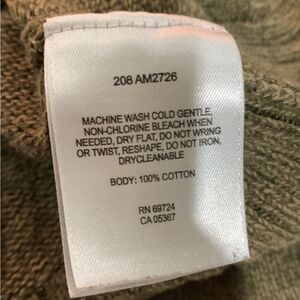 208 AM2726
MACHINE WASH COLD GENTLE,
NON-CHLORINE BLEACH WHEN
NEEDED, DRY FLAT, DO NOT WRING
OR TWIST, RESHAPE, DO NOT IRON,
DRYCLEANABLE
BODY: 100% COTTON
RN 69724
CA 05367